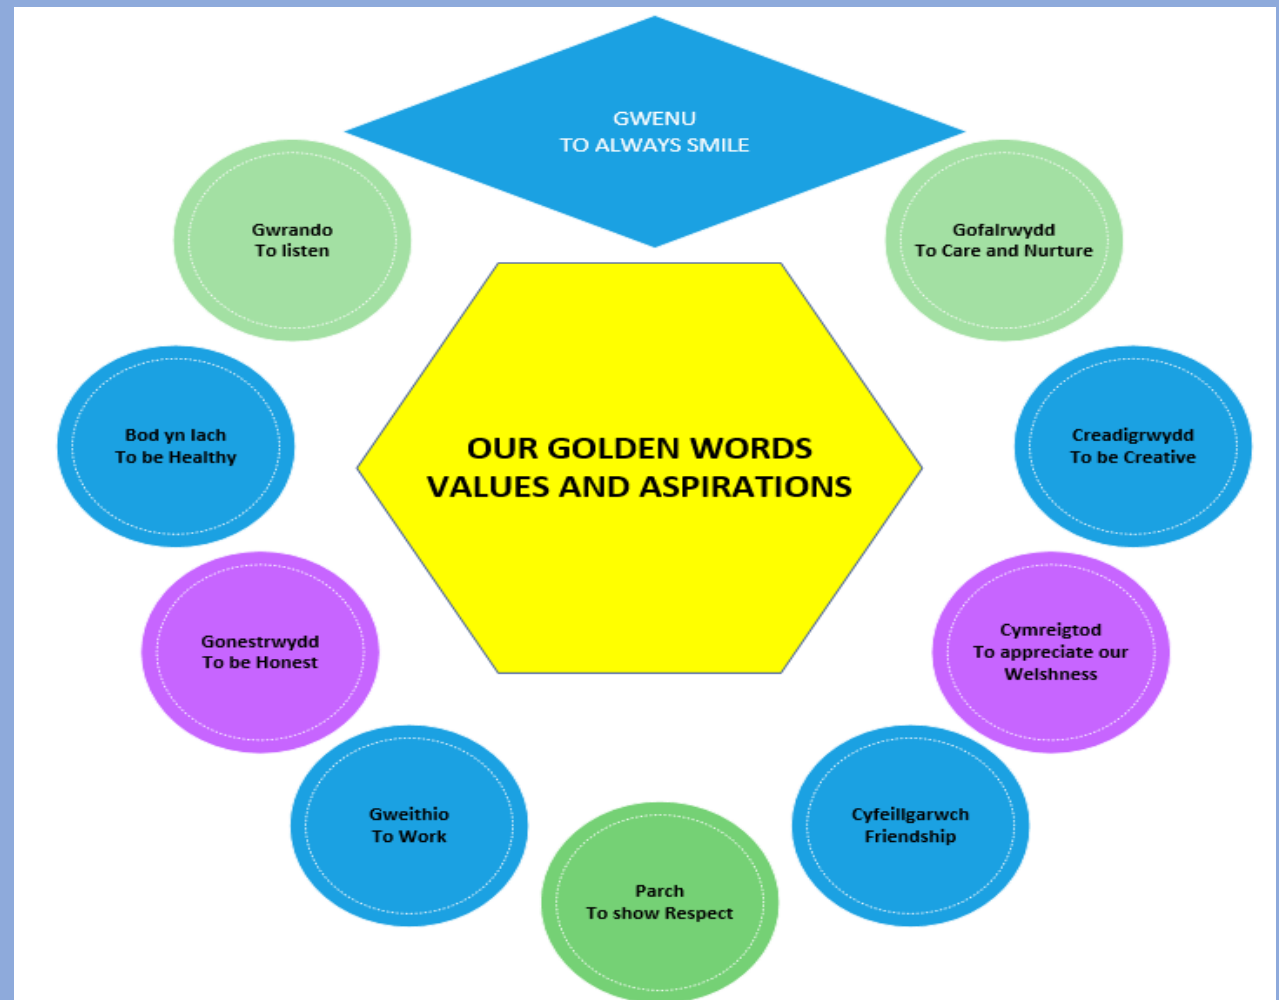 GWENU
TO ALWAYS SMILE
Gwrando
To listen
Gofalrwydd
To Care and Nurture
Bod yn Iach
To be Healthy
OUR GOLDEN WORDS
VALUES AND ASPIRATIONS
Creadigrwydd
To be Creative
Gonestrwydd
To be Honest
Cymreigtod
To appreciate our
Welshness
Gweithio
To Work
Cyfeillgarwch
Friendship
Parch
To show Respect